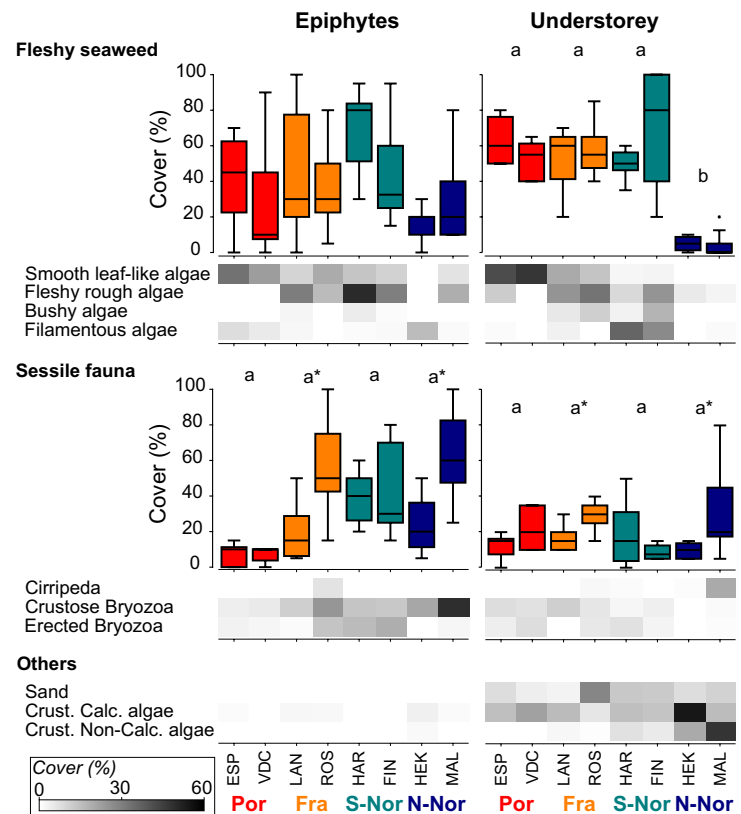 Epiphytes Understorey
Fleshy seaweed a a a
100
80
60
40
20
0
Cover (%)
b
Smooth leaf-like algae
Fleshy rough algae
Bushy algae
Filamentous algae
Sessile fauna
a a* a a* a a* a a*
100
80
60
40
20
0
Cover (%)
Cirripeda
Crustose Bryozoa
Erected Bryozoa
Others
Sand
Crust. Calc. algae
Crust. Non-Calc. algae
ESP VDC LAN ROS HAR FIN HEK MAL ESP VDC LAN ROS HAR FIN HEK MAL
Por Fra S-Nor N-Nor Por Fra S-Nor N-Nor
Cover (%)
0 30 60